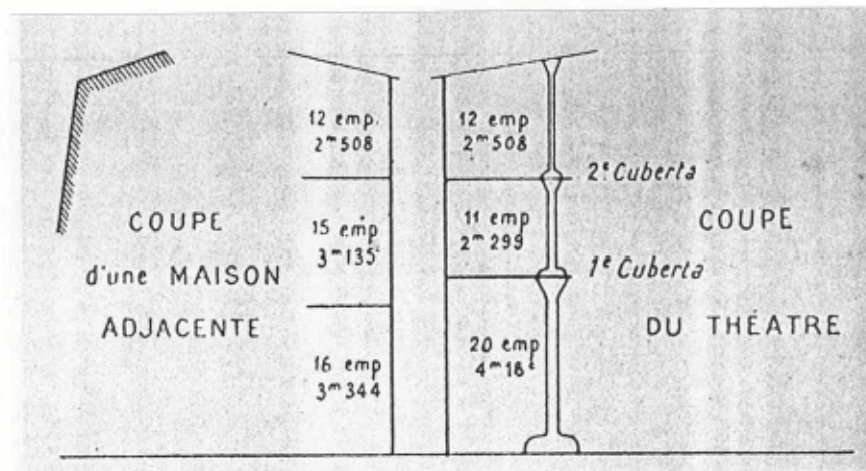 COUPE
d'une MAISON
ADJACENTE
12 emp.
2ᵐ508
15 emp
3ᵐ135
16 emp
3ᵐ344
12 emp
2ᵐ508
11 emp
2ᵐ299
20 emp
4ᵐ18
2ᵉ Cuberta
1ᵉ Cuberta
COUPE
DU THÉATRE